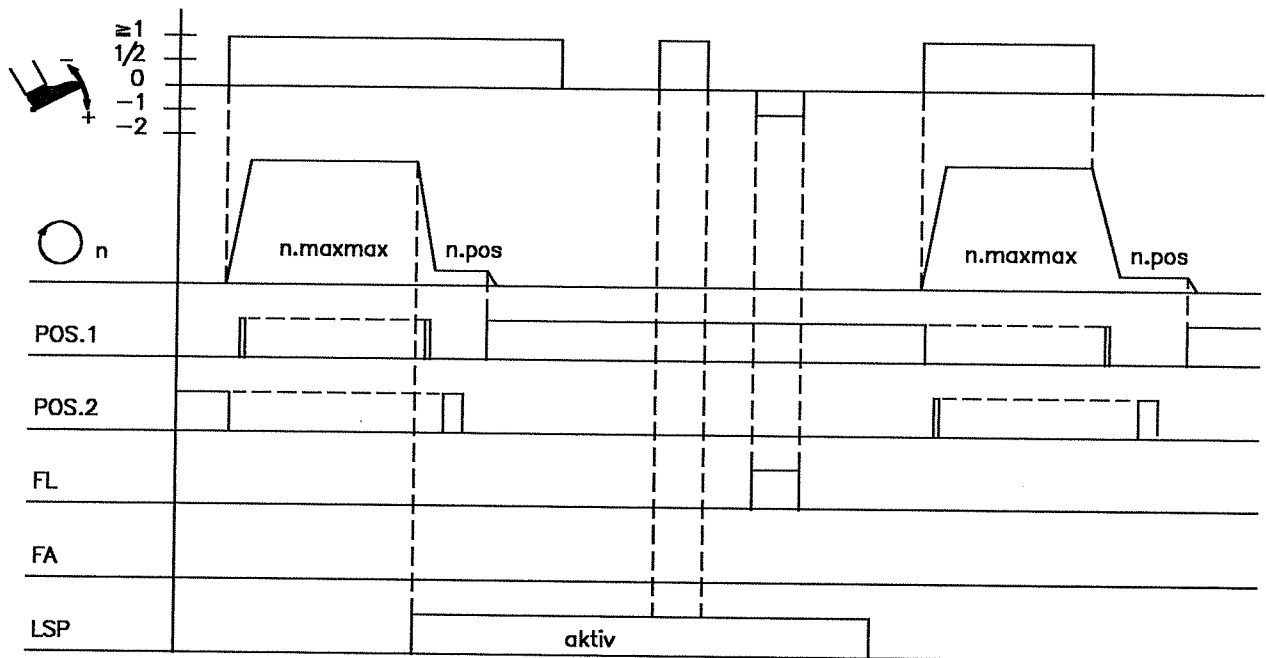 ≧1
1/2
0
-1
-2
-
+
n
n.maxmax
n.pos
n.maxmax
n.pos
POS.1
POS.2
FL
FA
LSP
aktiv